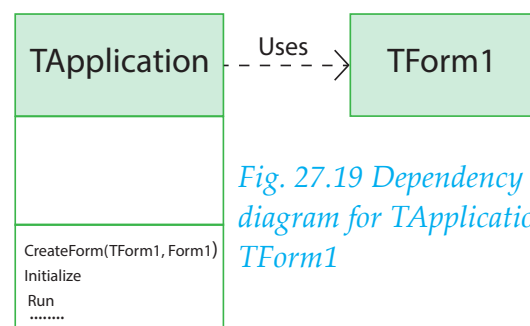 TApplication
Uses
TForm1
Fig. 27.19 Dependency
diagram for TApplicatio
TForm1
CreateForm(TForm1, Form1)
Initialize
Run
........